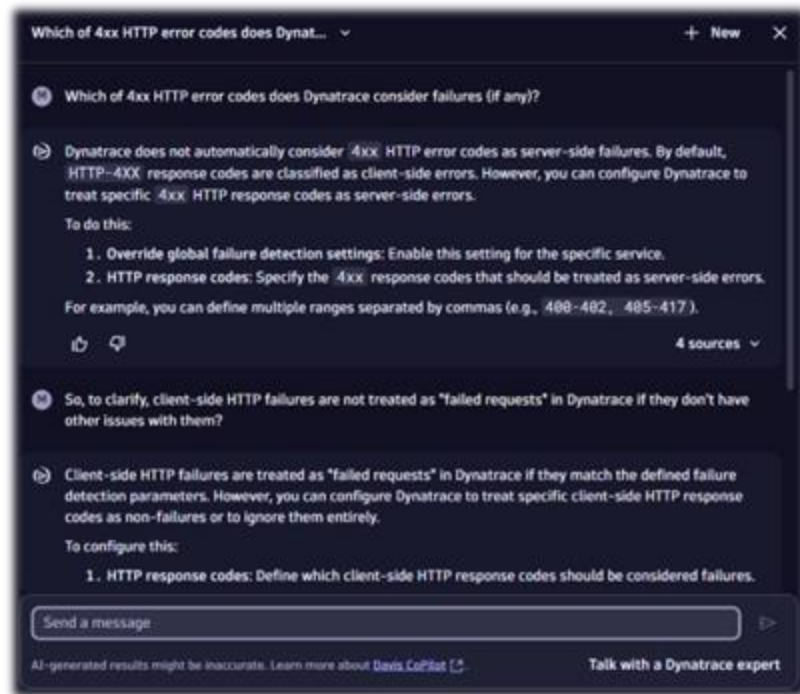 Which of 4xx HTTP error codes does Dynat...
+ New
Which of 4xx HTTP error codes does Dynatrace consider failures (if any)?
Dynatrace does not automatically consider 4xx HTTP error codes as server-side failures. By default,
HTTP-4XX response codes are classified as client-side errors. However, you can configure Dynatrace to
treat specific 4xx HTTP response codes as server-side errors.
To do this:
1. Override global failure detection settings: Enable this setting for the specific service.
2. HTTP response codes: Specify the 4xx response codes that should be treated as server-side errors.
For example, you can define multiple ranges separated by commas (e.g., 400-402, 405-417).
4 sources
So, to clarify, client-side HTTP failures are not treated as "failed requests" in Dynatrace if they don't have
other issues with them?
Client-side HTTP failures are treated as "failed requests" in Dynatrace if they match the defined failure
detection parameters. However, you can configure Dynatrace to treat specific client-side HTTP response
codes as non-failures or to ignore them entirely.
To configure this:
1. HTTP response codes: Define which client-side HTTP response codes should be considered failures.
Send a message
AI-generated results might be inaccurate. Learn more about Davis CoPilot
Talk with a Dynatrace expert